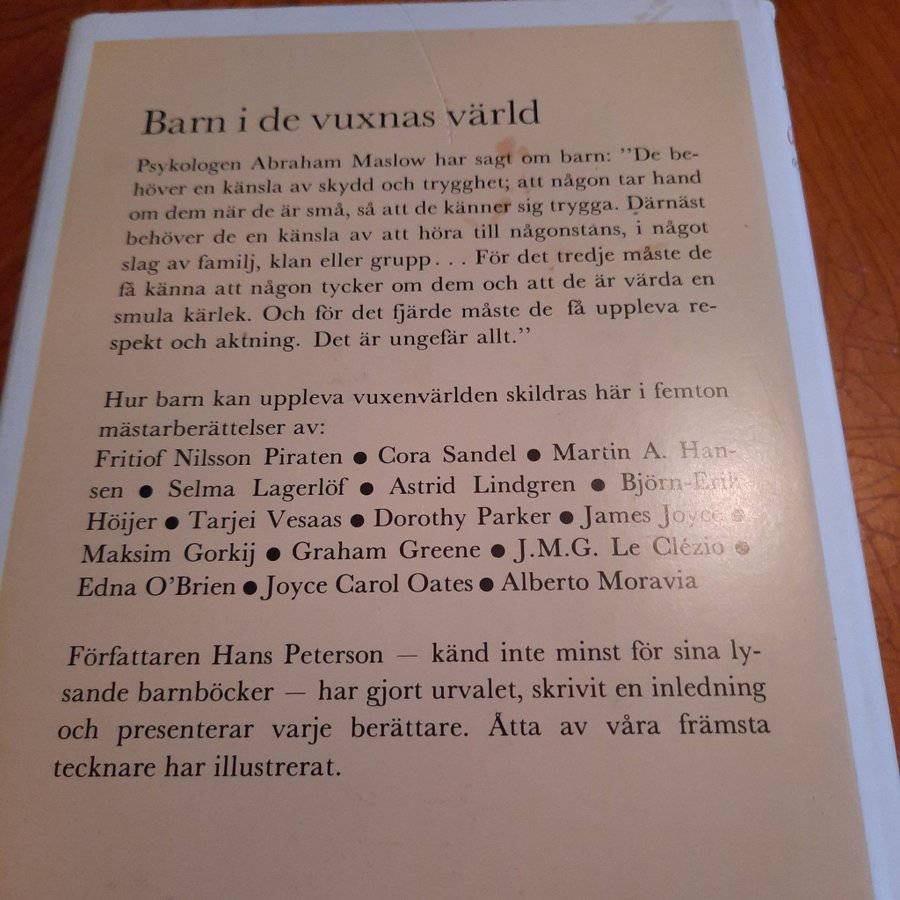 Barn i de vuxnas värld
Psykologen Abraham Maslow har sagt om barn: ”De be-
höver en känsla av skydd och trygghet; att någon tar hand
om dem när de är små, så att de känner sig trygga. Därnäst
behöver de en känsla av att höra till någonstans, i något
slag av familj, klan eller grupp... För det tredje måste de
få känna att någon tycker om dem och att de är värda en
smula kärlek. Och för det fjärde måste de få uppleva re-
spekt och aktning. Det är ungefär allt.”
Hur barn kan uppleva vuxenvärlden skildras här i femton
mästarberättelser av:
Fritiof Nilsson Piraten ● Cora Sandel ● Martin A. Han-
sen ● Selma Lagerlöf ● Astrid Lindgren ● Björn-Erik
Höijer ● Tarjei Vesaas ● Dorothy Parker ● James Joyce ●
Maksim Gorkij ● Graham Greene ● J.M.G. Le Clézio ●
Edna O’Brien ● Joyce Carol Oates ● Alberto Moravia
Författaren Hans Peterson — känd inte minst för sina ly-
sande barnböcker — har gjort urvalet, skrivit en inledning
och presenterar varje berättare. Åtta av våra främsta
tecknare har illustrerat.